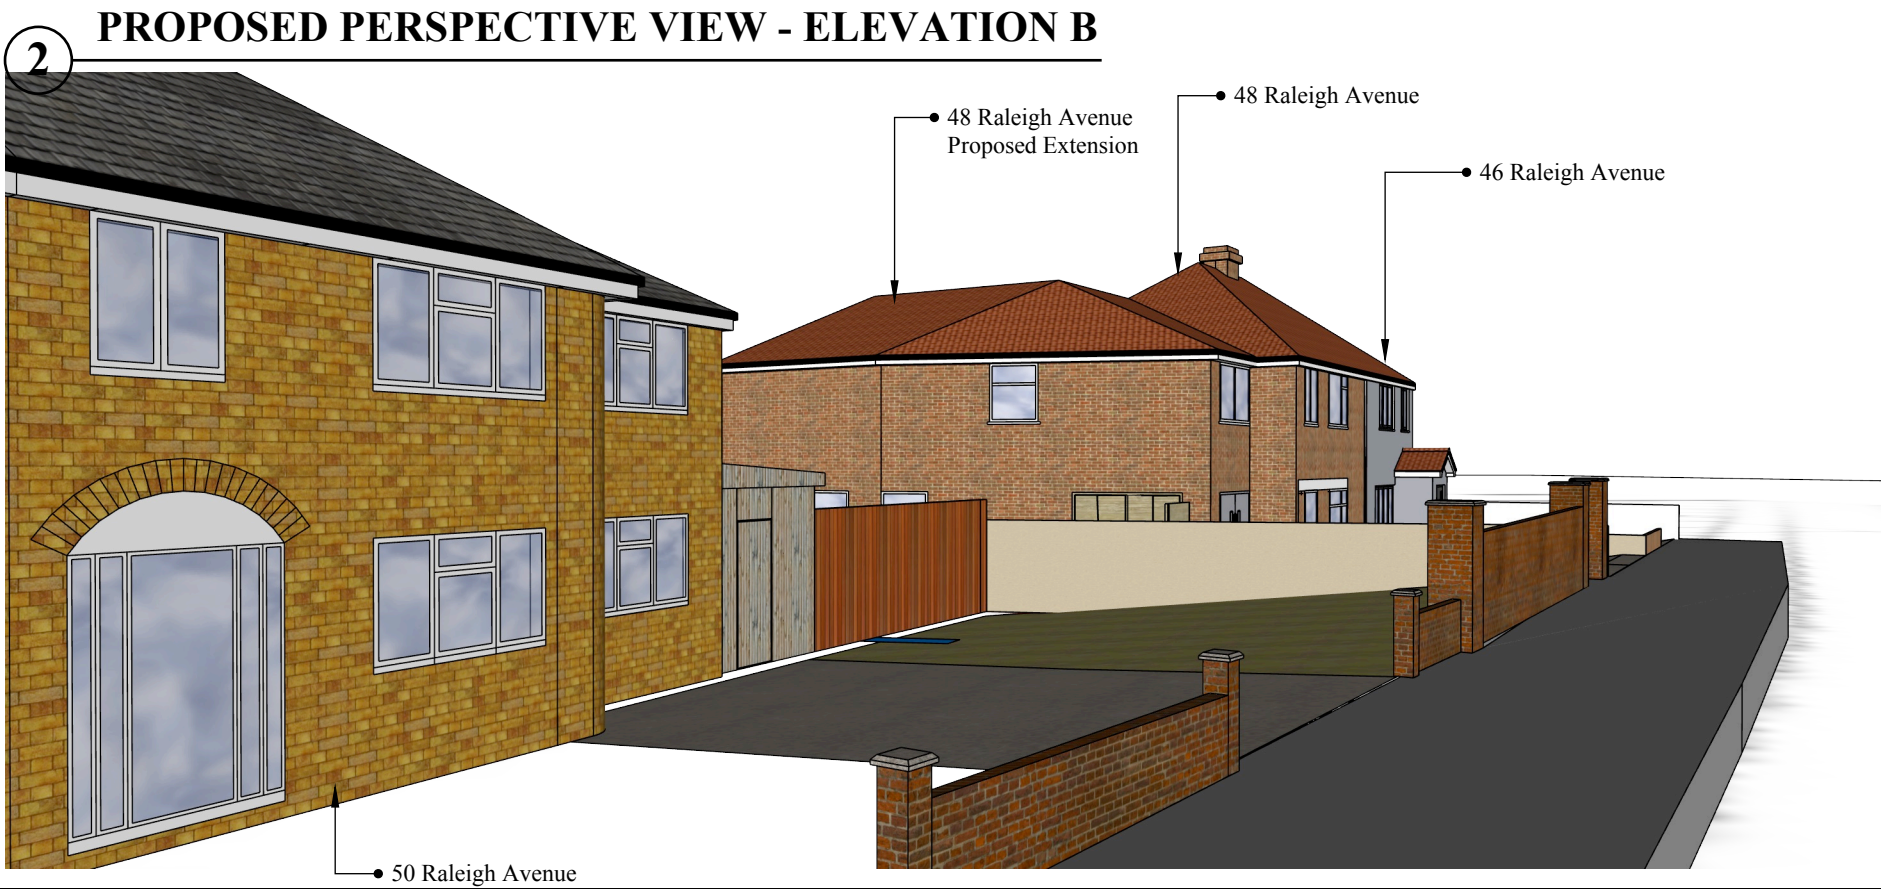 PROPOSED PERSPECTIVE VIEW - ELEVATION B
2
48 Raleigh Avenue
48 Raleigh Avenue
Proposed Extension
46 Raleigh Avenue
50 Raleigh Avenue